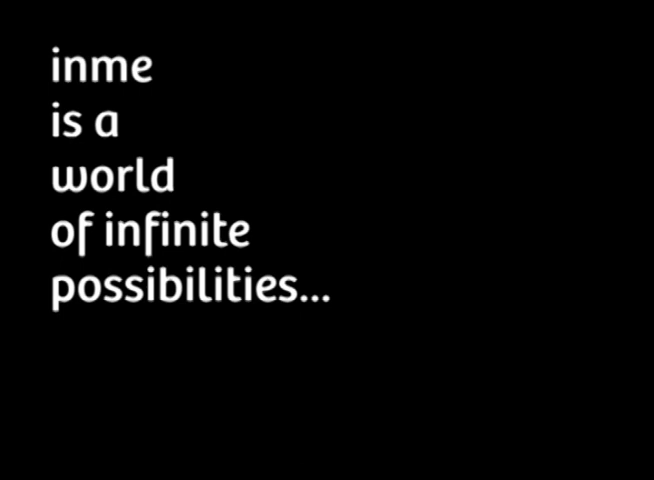 inme
is a
world
of infinite
possibilities...